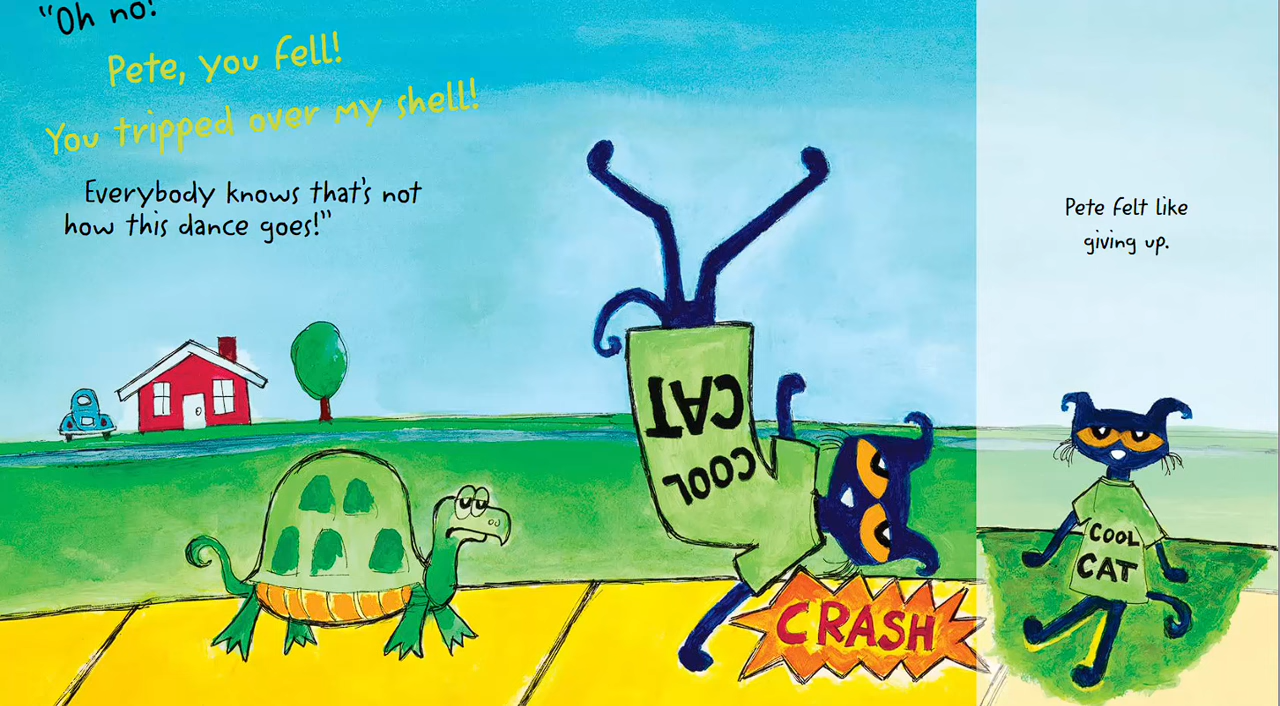 “Oh no!
Pete, you fell!
You tripped over my shell!
Everybody knows that's not
how this dance goes!”
COOL
CAT
CRASH
Pete felt like
giving up.
COOL
CAT